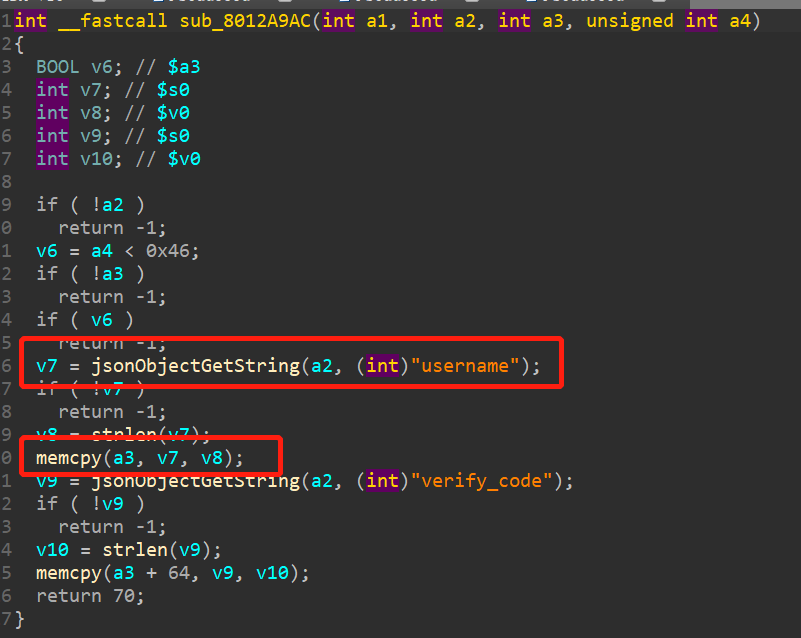 1int __fastcall sub_8012A9AC(int a1, int a2, int a3, unsigned int a4)
2{
3 BOOL v6; // $a3
4 int v7; // $s0
5 int v8; // $v0
6 int v9; // $s0
7 int v10; // $v0
8
9 if ( !a2 )
0 return -1;
1 v6 = a4 < 0x46;
2 if ( !a3 )
3 return -1;
4 if ( v6 )
5 return -1;
6 v7 = jsonObjectGetString(a2, (int)"username");
7 if ( !v7 )
8 return -1;
9 v8 = strlen(v7);
0 memcpy(a3, v7, v8);
1 v9 = jsonObjectGetString(a2, (int)"verify_code");
2 if ( !v9 )
3 return -1;
4 v10 = strlen(v9);
5 memcpy(a3 + 64, v9, v10);
6 return 70;
7}